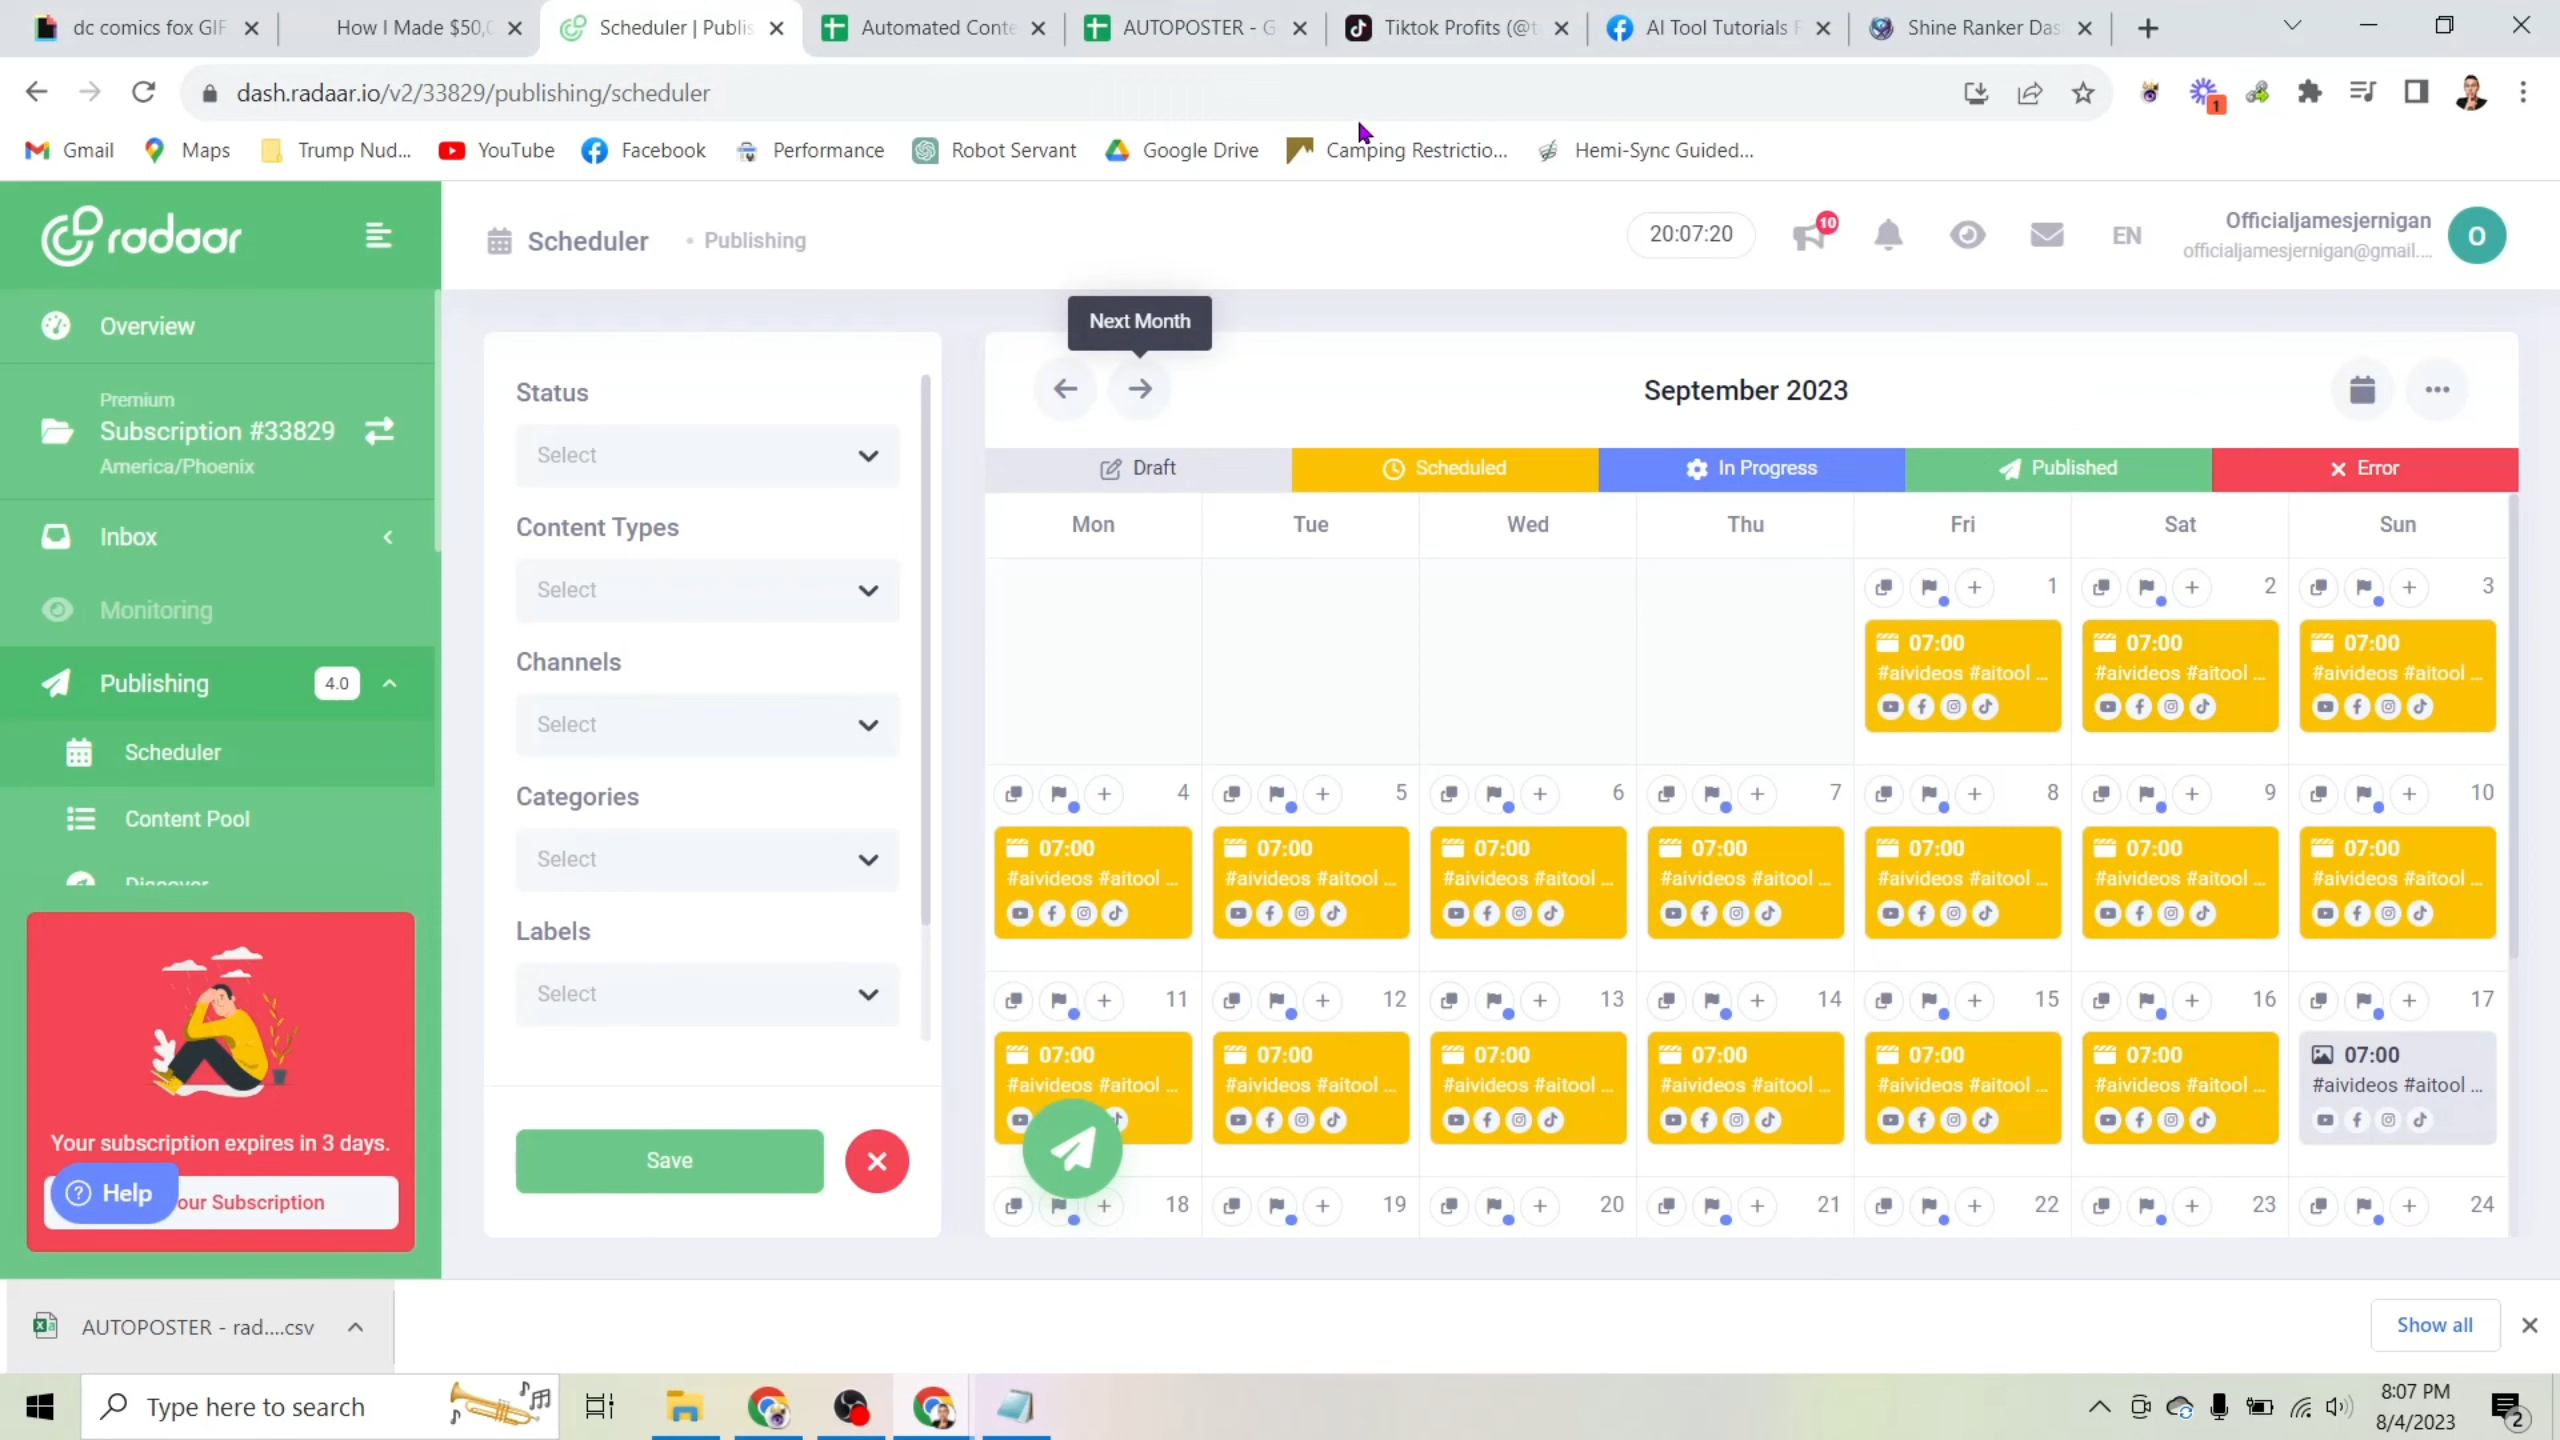 dc comics fox GIF
How I Made $50,0
Scheduler | Publis
Automated Conte
AUTOPOSTER - G
Tiktok Profits (@t
AI Tool Tutorials F
Shine Ranker Das
dash.radaar.io/v2/33829/publishing/scheduler
1
Gmail
Maps
Trump Nud...
YouTube
Facebook
Performance
Robot Servant
Google Drive
Camping Restrictio...
Hemi-Sync Guided...
radaar
Scheduler
• Publishing
20:07:20
10
EN
Officialjamesjernigan
officialjamesjernigan@gmail....
O
Overview
Premium
Subscription #33829
America/Phoenix
Inbox
Monitoring
Publishing
4.0
Scheduler
Content Pool
Discover
Your subscription expires in 3 days.
Help
our Subscription
Status
Select
Content Types
Select
Channels
Select
Categories
Select
Labels
Select
Save
Next Month
September 2023
Draft
Scheduled
In Progress
Published
Error
Mon Tue Wed Thu Fri Sat Sun
1 2 3
07:00 07:00 07:00
#aivideos #aitool ... #aivideos #aitool ... #aivideos #aitool ...
4 5 6 7 8 9 10
07:00 07:00 07:00 07:00 07:00 07:00 07:00
#aivideos #aitool ... #aivideos #aitool ... #aivideos #aitool ... #aivideos #aitool ... #aivideos #aitool ... #aivideos #aitool ... #aivideos #aitool ...
11 12 13 14 15 16 17
07:00 07:00 07:00 07:00 07:00 07:00 07:00
#aivideos #aitool ... #aivideos #aitool ... #aivideos #aitool ... #aivideos #aitool ... #aivideos #aitool ... #aivideos #aitool ... #aivideos #aitool ...
18 19 20 21 22 23 24
AUTOPOSTER - rad....csv
Show all
Type here to search
8:07 PM
8/4/2023
2